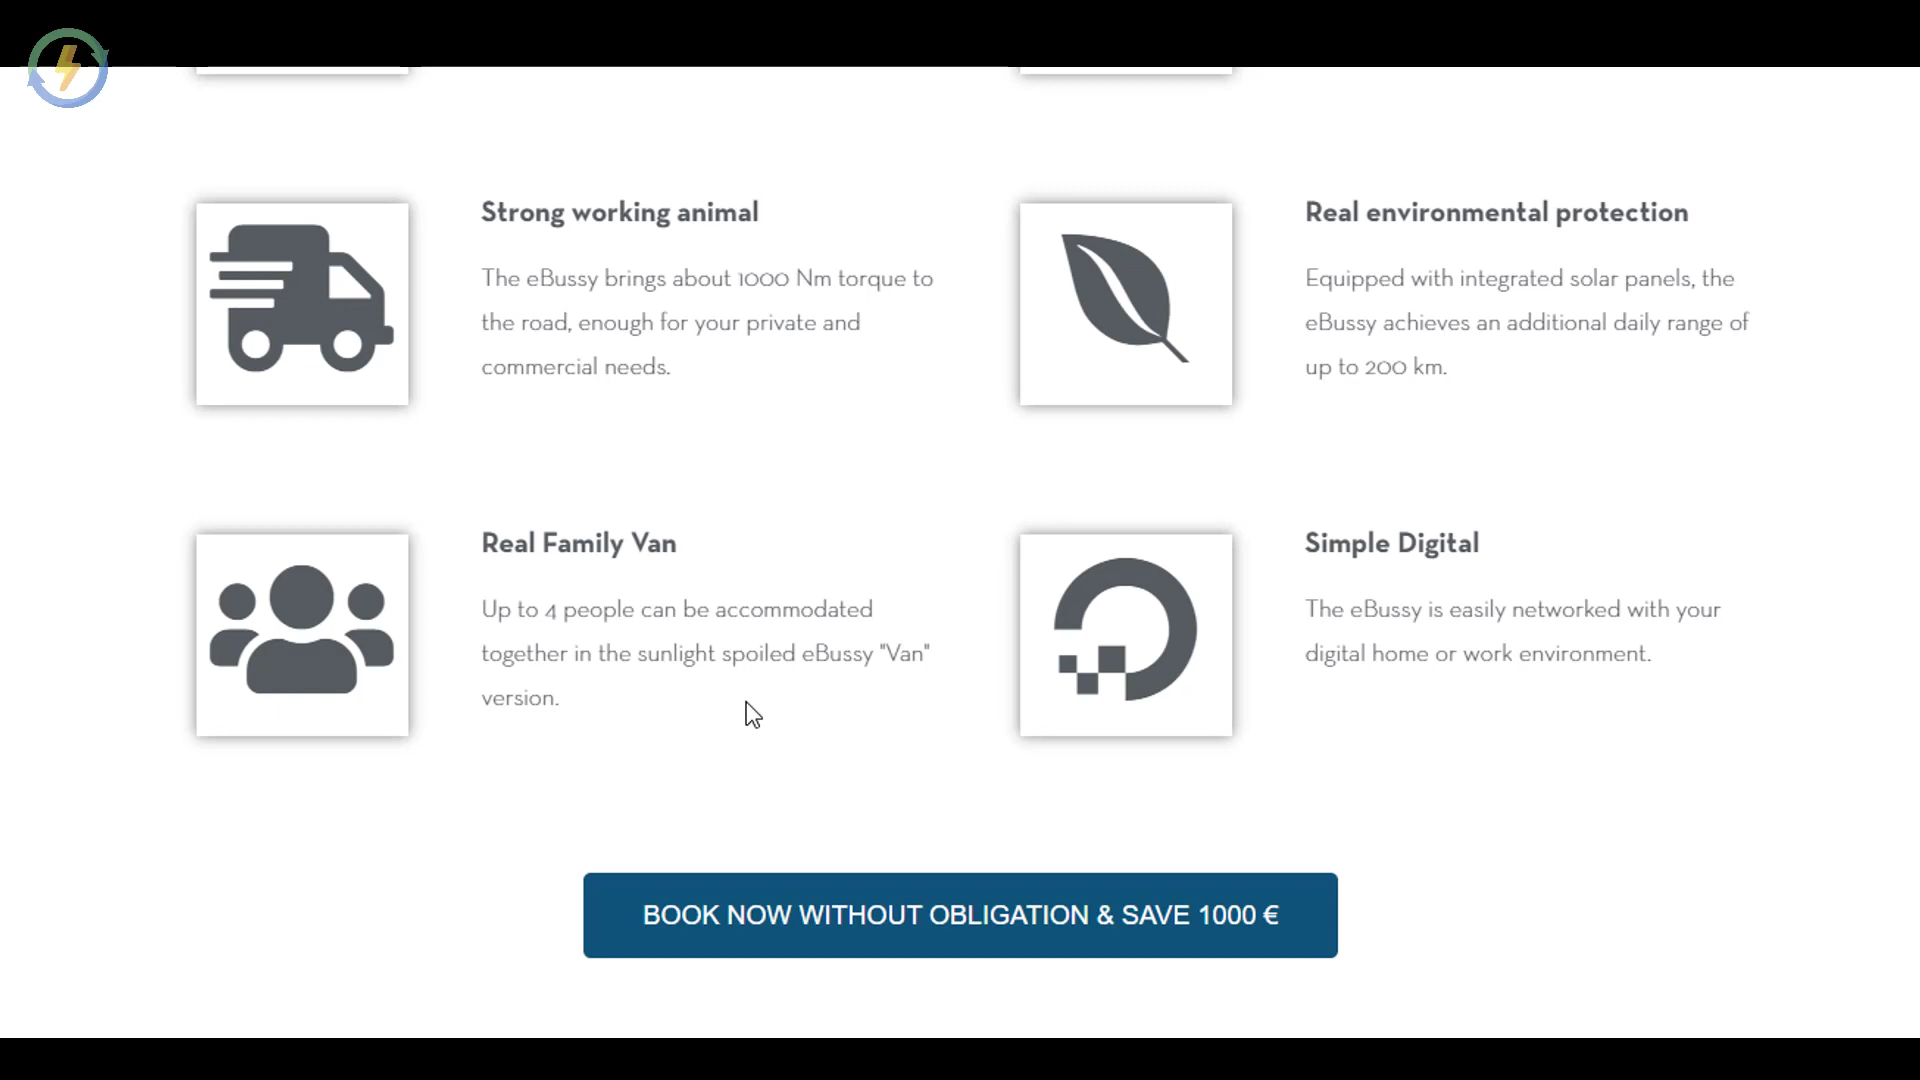 Strong working animal
The eBussy brings about 1000 Nm torque to
the road, enough for your private and
commercial needs.
Real environmental protection
Equipped with integrated solar panels, the
eBussy achieves an additional daily range of
up to 200 km.
Real Family Van
Up to 4 people can be accommodated
together in the sunlight spoiled eBussy "Van"
version.
Simple Digital
The eBussy is easily networked with your
digital home or work environment.
BOOK NOW WITHOUT OBLIGATION & SAVE 1000 €